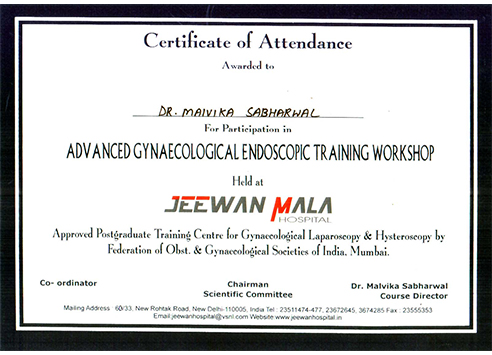 Certificate of Attendance
Awarded to
DR. MALVIKA SABHARWAL
For Participation in
ADVANCED GYNAECOLOGICAL ENDOSCOPIC TRAINING WORKSHOP
Held at
JEEWAN MALA
HOSPITAL
Approved Postgraduate Training Centre for Gynaecological Laparoscopy & Hysteroscopy by
Federation of Obst. & Gynaecological Societies of India, Mumbai.
Co- ordinator
Chairman
Scientific Committee
Dr. Malvika Sabharwal
Course Director
Mailing Address : 60/33, New Rohtak Road, New Delhi-110005, India Tel : 23511474-477, 23672645, 3674285 Fax : 23555353
Email:jeewanhospital@vsnl.com Website:www.jeewanhospital.in